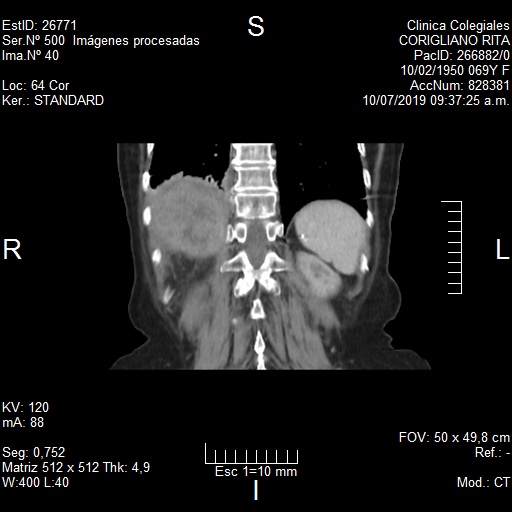 EstID: 26771
Ser.Nº 500 Imágenes procesadas
Ima.Nº 40
Loc: 64 Cor
Ker.: STANDARD
S
Clinica Colegiales
CORIGLIANO RITA
PacID: 266882/0
10/02/1950 069Y F
AccNum: 828381
10/07/2019 09:37:25 a.m.
R
L
KV: 120
mA: 88
Seg: 0,752
Matriz 512 x 512 Thk: 4,9
W:400 L:40
Esc 1=10 mm
I
FOV: 50 x 49,8 cm
Ref.: -
Mod.: CT